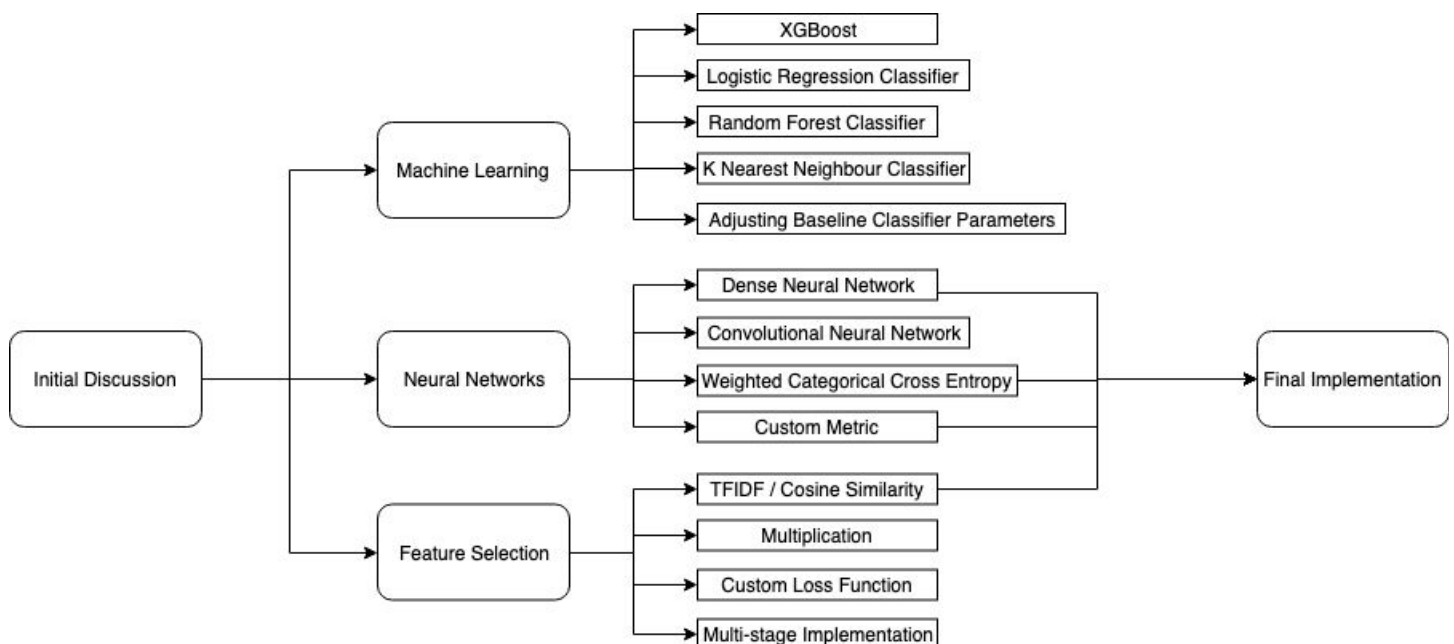 XGBoost
Logistic Regression Classifier
Random Forest Classifier
Machine Learning
K Nearest Neighbour Classifier
Adjusting Baseline Classifier Parameters
Dense Neural Network
Convolutional Neural Network
Initial Discussion
Neural Networks
Weighted Categorical Cross Entropy
Final Implementation
Custom Metric
TFIDF / Cosine Similarity
Multiplication
Feature Selection
Custom Loss Function
Multi-stage Implementation